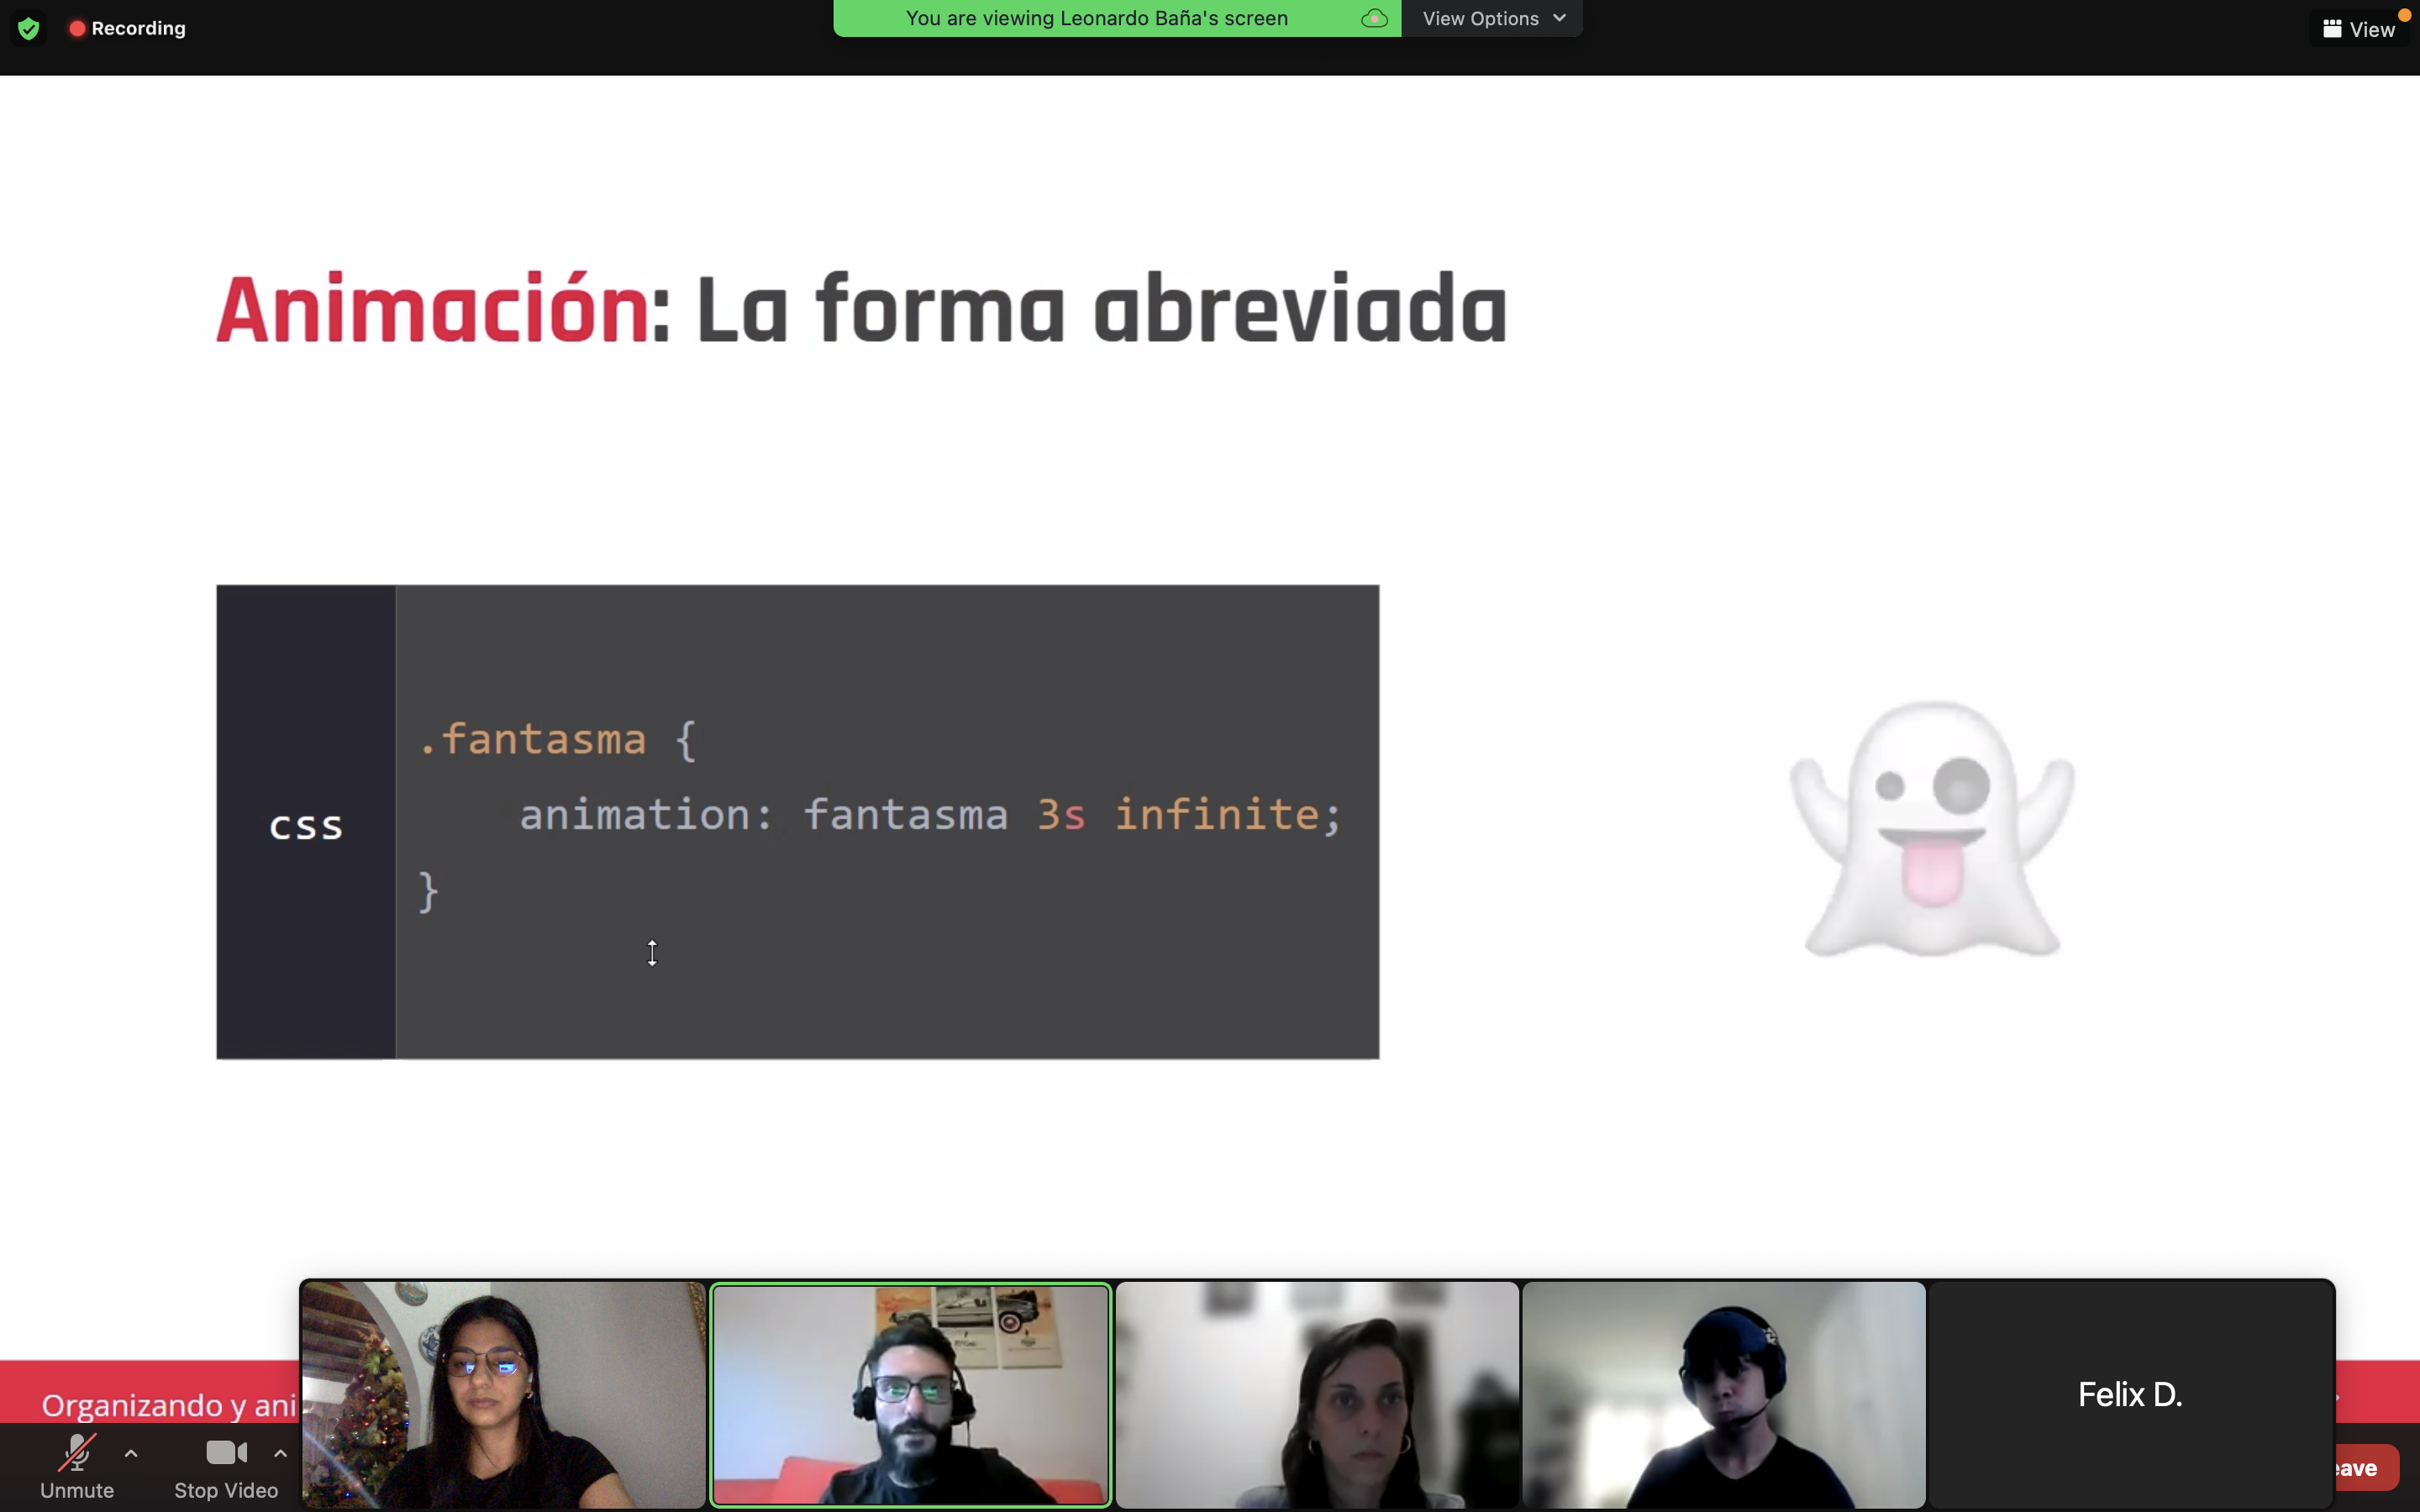 Recording
You are viewing Leonardo Baña's screen
View Options
View
Animación: La forma abreviada
css
.fantasma {
animation: fantasma 3s infinite;
}
Organizando y ani
Felix D.
Unmute
Stop Video
eave